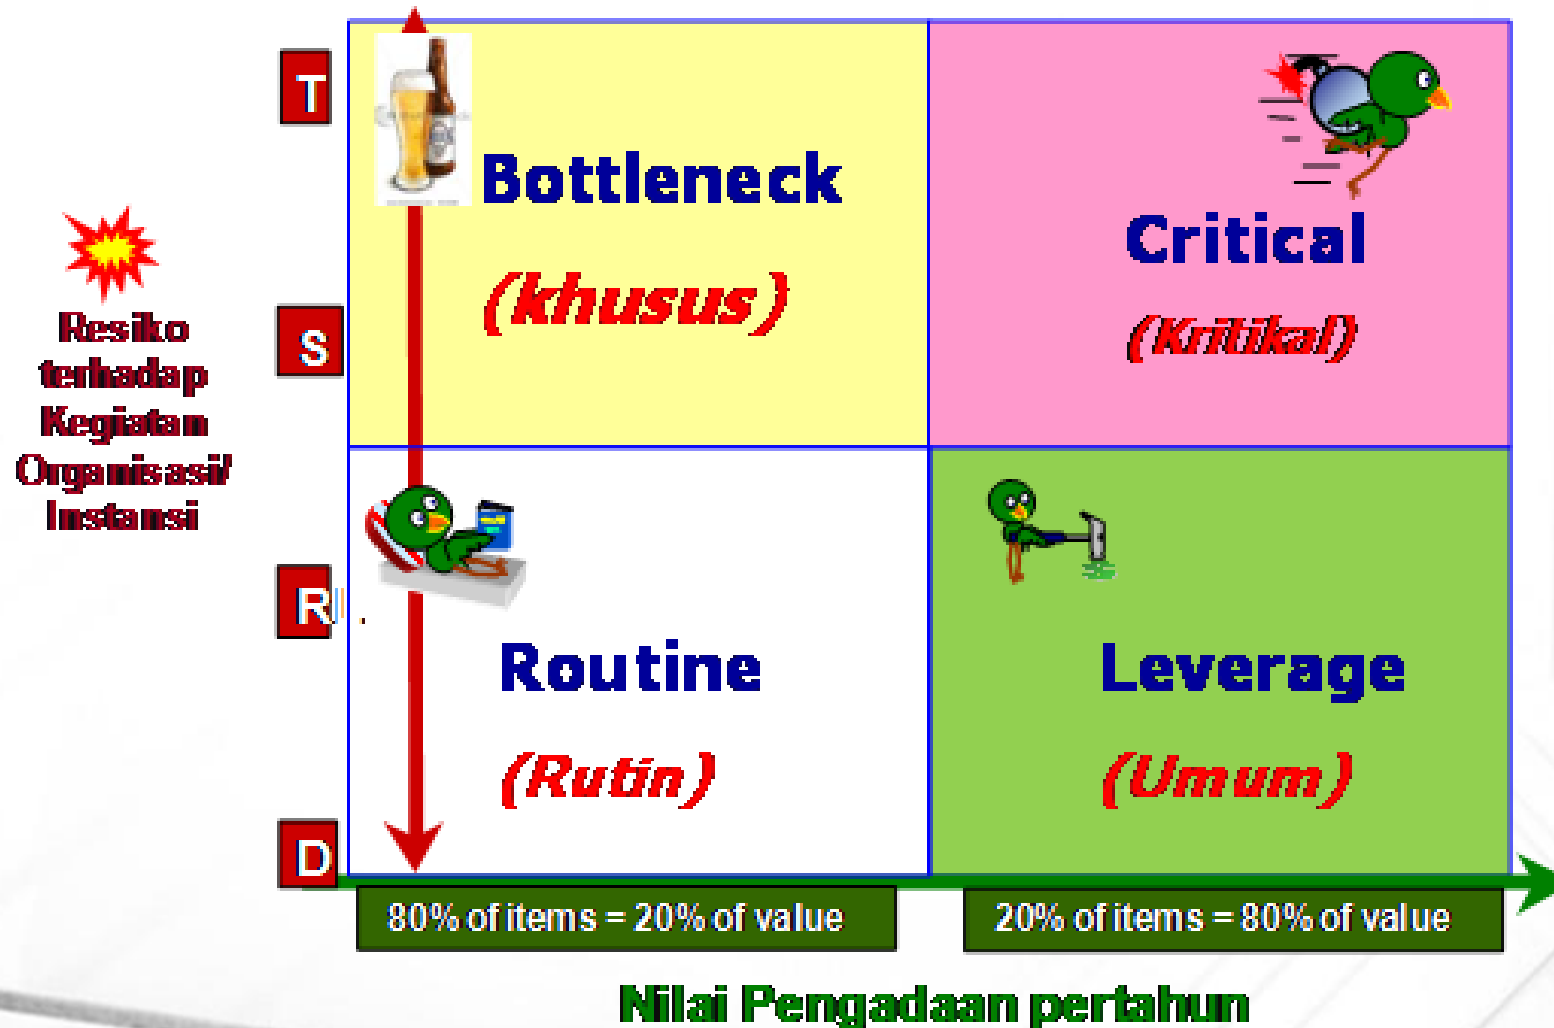 T
Bottleneck
(khusus)
Critical
(Kritikal)
S
Resiko
terhadap
Kegiatan
Organisasi/
Instansi
R
Routine
(Rutin)
Leverage
(Umum)
D
80% of items = 20% of value
20% of items = 80% of value
Nilai Pengadaan pertahun